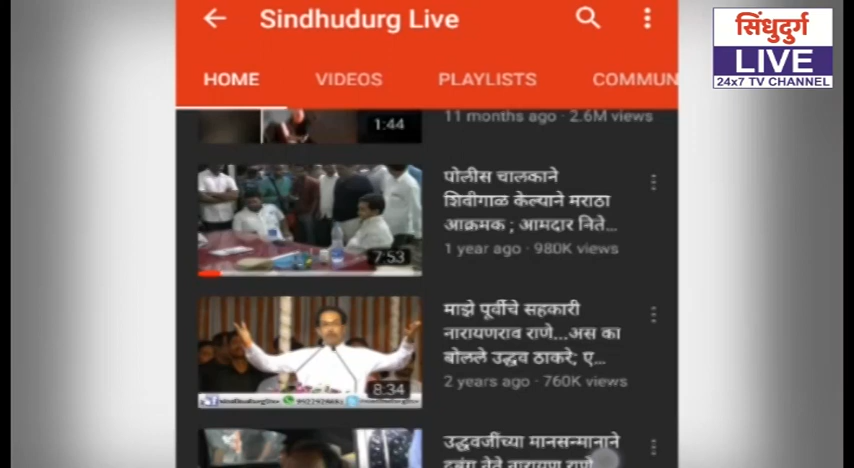 Sindhudurg Live
सिंधुदुर्ग
LIVE
24x7 TV CHANNEL
HOME VIDEOS PLAYLISTS COMMUN
1:44
11 months ago · 2.6M views
पोलीस चालकाने
शिवीगाळ केल्याने मराठा
आक्रमक ; आमदार निते...
1 year ago · 980K views
7:53
माझे पूर्वीचे सहकारी
नारायणराव राणे...अस का
बोलले उद्धव ठाकरे; ए...
2 years ago · 760K views
8:34
उद्धवजींच्या मानसन्मानाने
नेते नारायण राणे